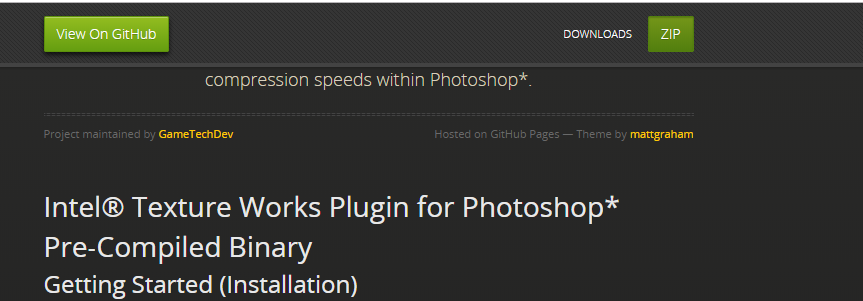 View On GitHub DOWNLOADS ZIP
compression speeds within Photoshop*.
Project maintained by GameTechDev Hosted on GitHub Pages — Theme by mattgraham
Intel® Texture Works Plugin for Photoshop*
Pre-Compiled Binary
Getting Started (Installation)